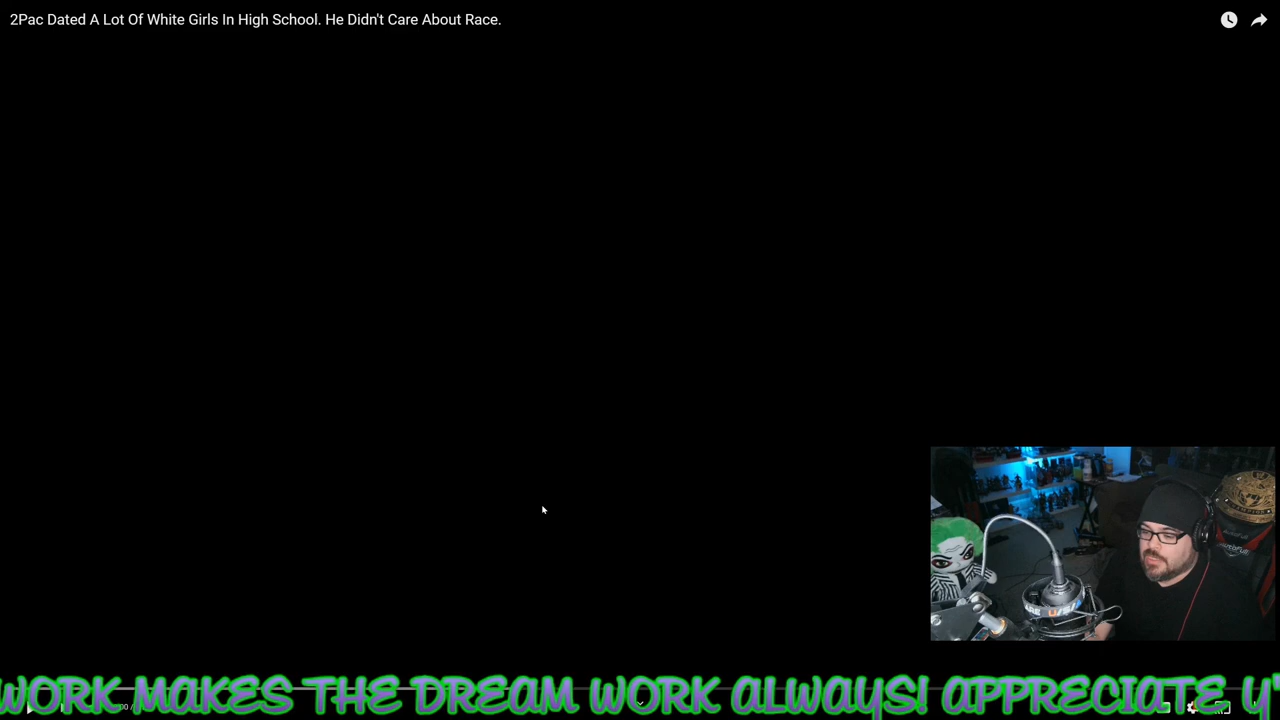 2Pac Dated A Lot Of White Girls In High School. He Didn't Care About Race.
WORK MAKES THE DREAM WORK ALWAYS! APPRECIATE Y'